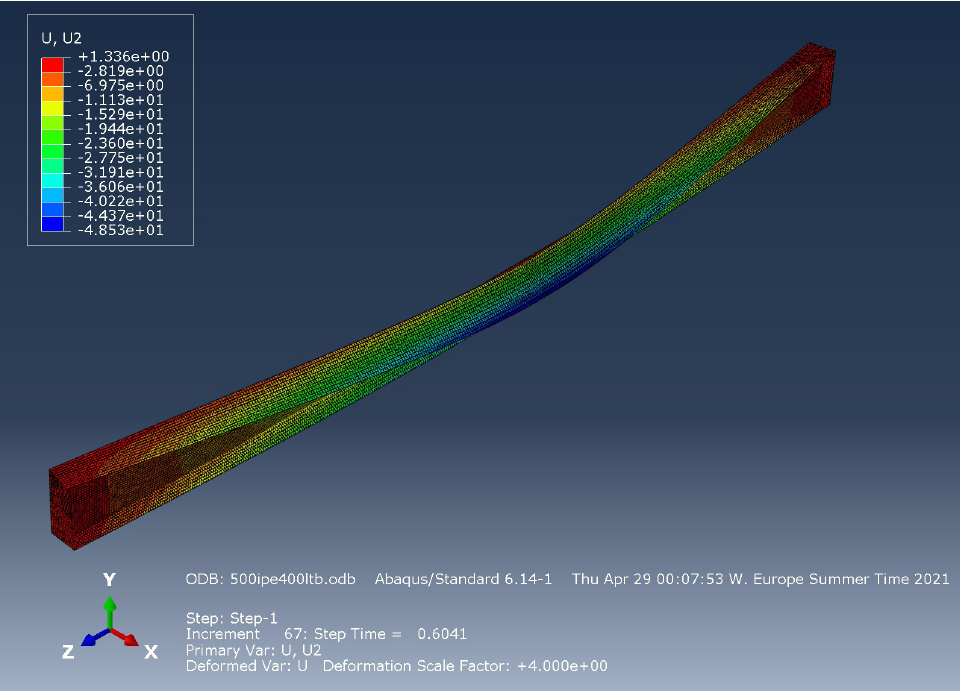 U, U2
+1.336e+00
-2.819e+00
-6.975e+00
-1.113e+01
-1.529e+01
-1.944e+01
-2.360e+01
-2.775e+01
-3.191e+01
-3.606e+01
-4.022e+01
-4.437e+01
-4.853e+01
Y
Z X
ODB: 500ipe400ltb.odb Abaqus/Standard 6.14-1 Thu Apr 29 00:07:53 W. Europe Summer Time 2021
Step: Step-1
Increment 67: Step Time = 0.6041
Primary Var: U, U2
Deformed Var: U Deformation Scale Factor: +4.000e+00